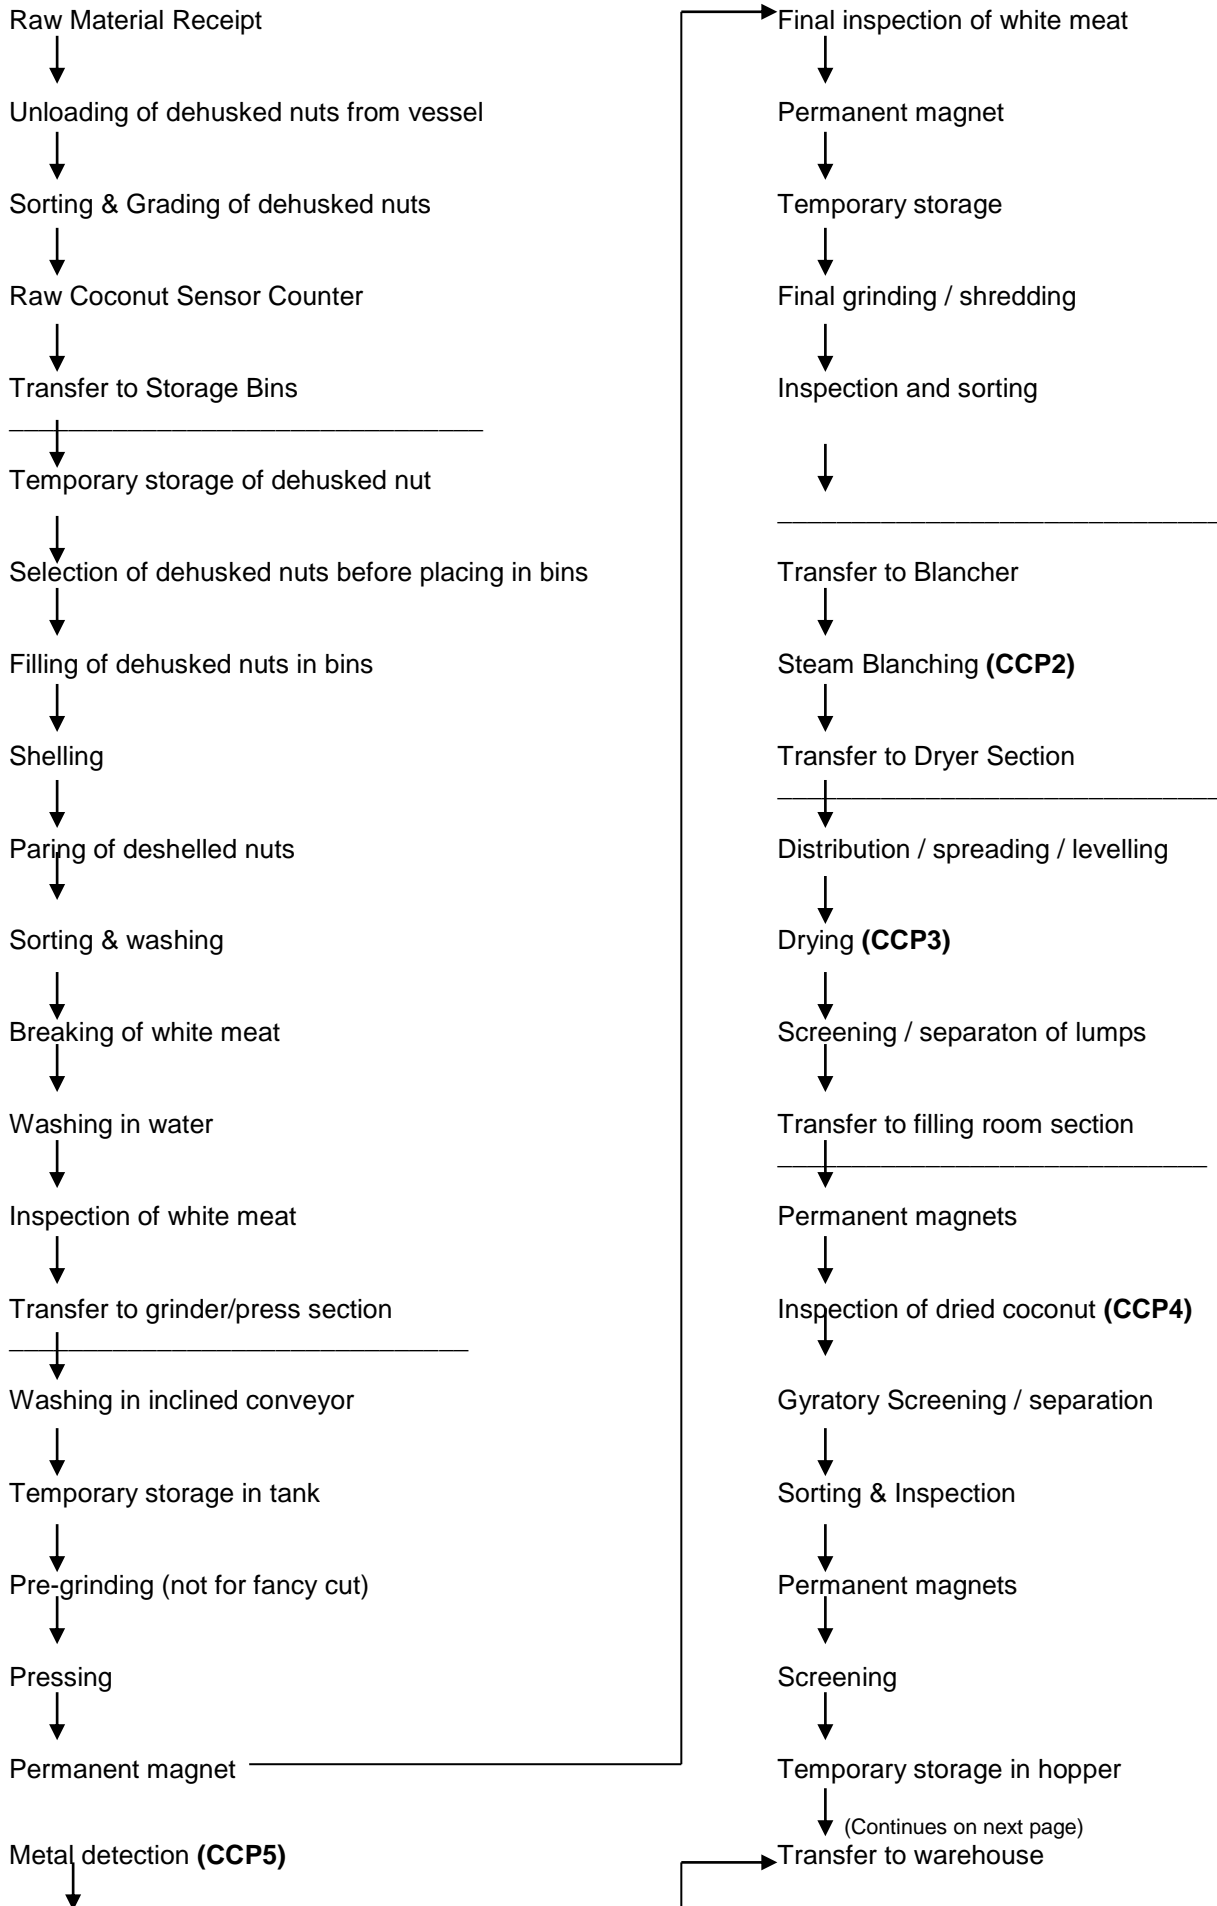 Raw Material Receipt
Unloading of dehusked nuts from vessel
Sorting & Grading of dehusked nuts
Raw Coconut Sensor Counter
Transfer to Storage Bins
Temporary storage of dehusked nut
Selection of dehusked nuts before placing in bins
Filling of dehusked nuts in bins
Shelling
Paring of deshelled nuts
Sorting & washing
Breaking of white meat
Washing in water
Inspection of white meat
Transfer to grinder/press section
Washing in inclined conveyor
Temporary storage in tank
Pre-grinding (not for fancy cut)
Pressing
Permanent magnet
Final inspection of white meat
Permanent magnet
Temporary storage
Final grinding / shredding
Inspection and sorting
Transfer to Blancher
Steam Blanching (CCP2)
Transfer to Dryer Section
Distribution / spreading / levelling
Drying (CCP3)
Screening / separaton of lumps
Transfer to filling room section
Permanent magnets
Inspection of dried coconut (CCP4)
Gyratory Screening / separation
Sorting & Inspection
Permanent magnets
Screening
Temporary storage in hopper
(Continues on next page)
Metal detection (CCP5)
Transfer to warehouse